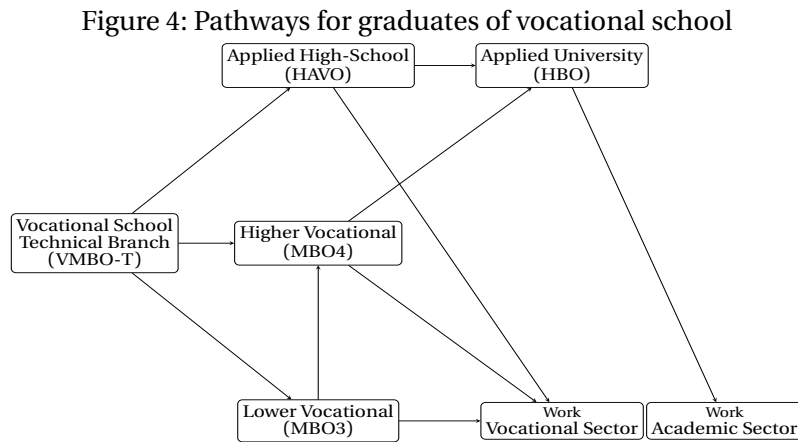 Figure 4: Pathways for graduates of vocational school
Applied High-School
(HAVO)
Applied University
(HBO)
Vocational School
Technical Branch
(VMBO-T)
Higher Vocational
(MBO4)
Lower Vocational
(MBO3)
Work
Vocational Sector
Work
Academic Sector